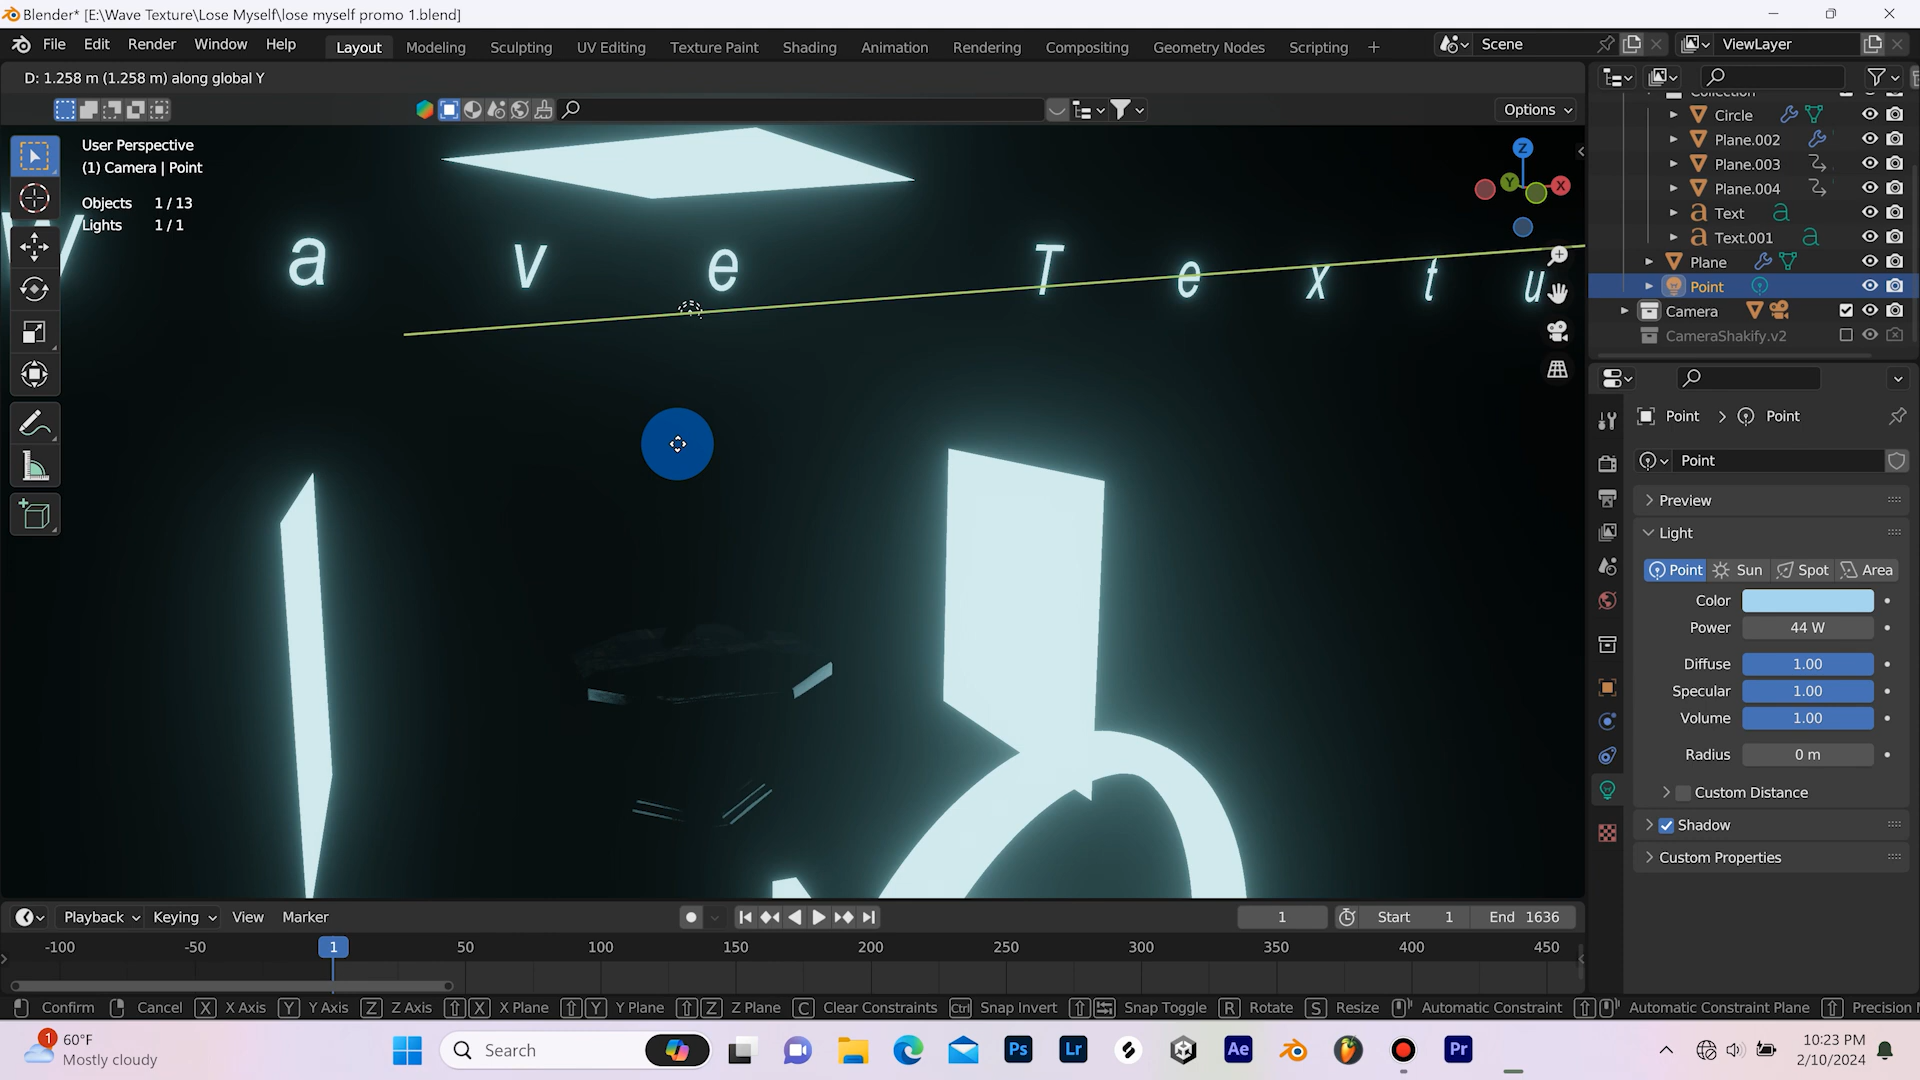 Blender* [E:\Wave Texture\Lose Myself\lose myself promo 1.blend]
File Edit Render Window Help Layout Modeling Sculpting UV Editing Texture Paint Shading Animation Rendering Compositing Geometry Nodes Scripting + Scene ViewLayer
D: 1.258 m (1.258 m) along global Y
Options
User Perspective
(1) Camera | Point
Objects 1 / 13
Lights 1 / 1
W a v e T e x t u
Z
Y X
Collection
Circle
Plane.002
Plane.003
Plane.004
Text
Text.001
Plane
Point
Camera
CameraShakify.v2
Point > Point
Point
Preview
Light
Point Sun Spot Area
Color
Power 44 W
Diffuse 1.00
Specular 1.00
Volume 1.00
Radius 0 m
Custom Distance
Shadow
Custom Properties
Playback Keying View Marker 1 Start 1 End 1636
-100 -50 1 50 100 150 200 250 300 350 400 450
Confirm Cancel X X Axis Y Y Axis Z Z Axis X X Plane Y Y Plane Z Z Plane C Clear Constraints Ctrl Snap Invert Snap Toggle R Rotate S Resize Automatic Constraint Automatic Constraint Plane Precision
1 60°F
Mostly cloudy
Search
Ps Lr Ae Pr
10:23 PM
2/10/2024